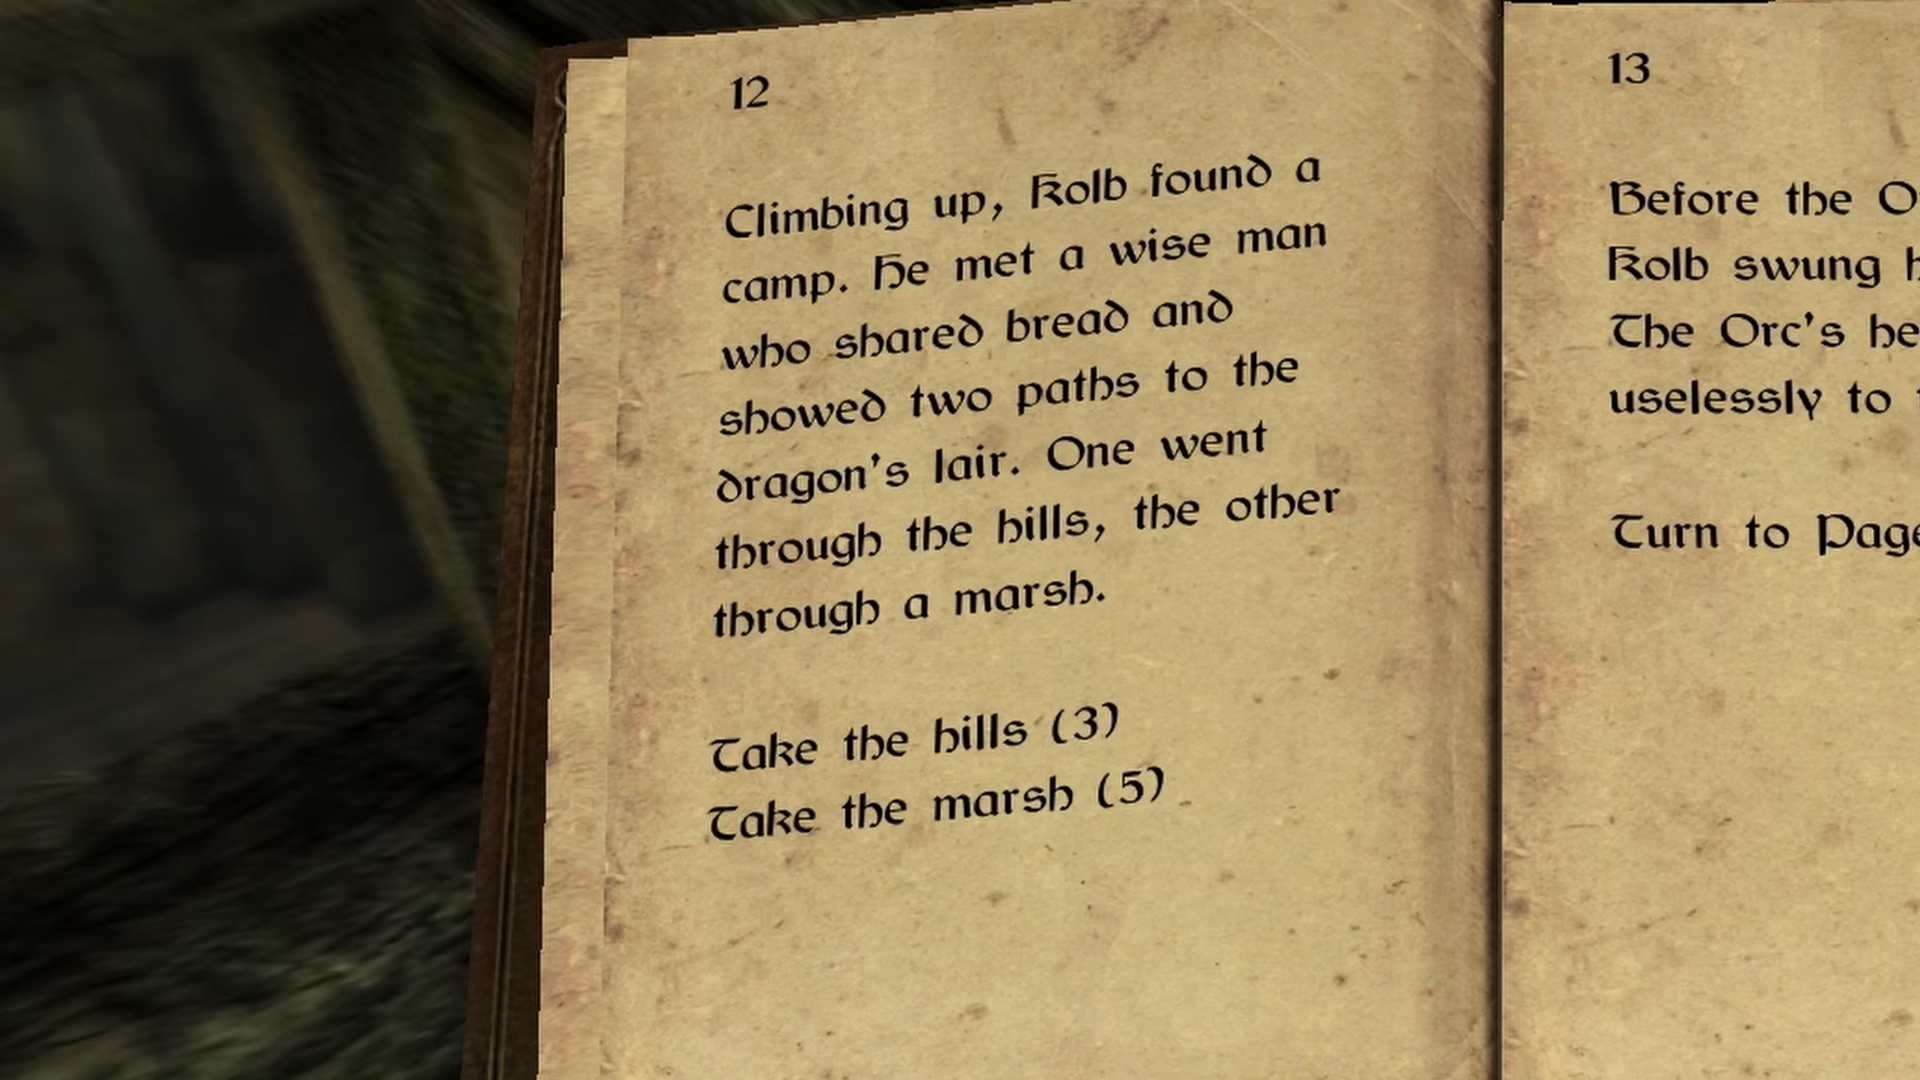 12
Climbing up, Kolb found a
camp. He met a wise man
who shared bread and
showed two paths to the
dragon's lair. One went
through the hills, the other
through a marsh.
Take the hills (3)
Take the marsh (5)
13
Before the
Kolb swung
The Orc's
uselessly to
Turn to Page